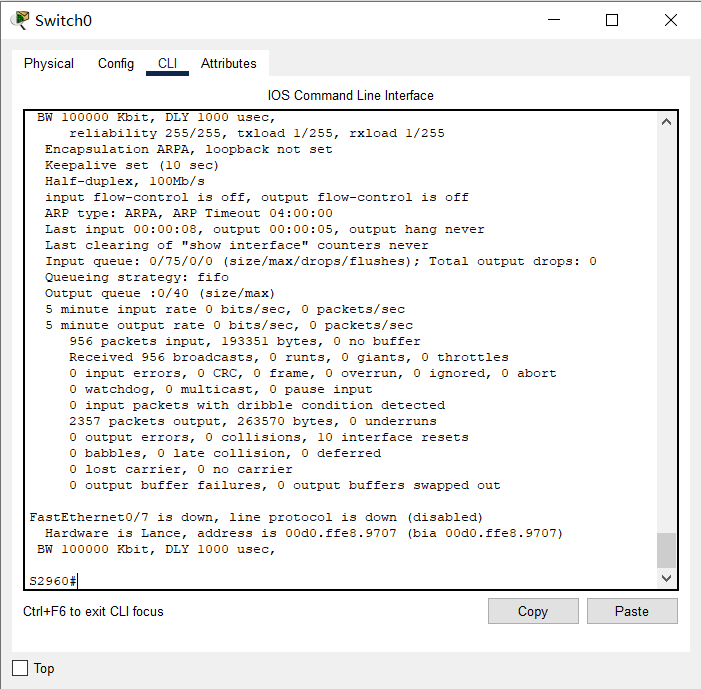 Switch0
Physical Config CLI Attributes
IOS Command Line Interface
BW 100000 Kbit, DLY 1000 usec,
reliability 255/255, txload 1/255, rxload 1/255
Encapsulation ARPA, loopback not set
Keepalive set (10 sec)
Half-duplex, 100Mb/s
input flow-control is off, output flow-control is off
ARP type: ARPA, ARP Timeout 04:00:00
Last input 00:00:08, output 00:00:05, output hang never
Last clearing of "show interface" counters never
Input queue: 0/75/0/0 (size/max/drops/flushes); Total output drops: 0
Queueing strategy: fifo
Output queue :0/40 (size/max)
5 minute input rate 0 bits/sec, 0 packets/sec
5 minute output rate 0 bits/sec, 0 packets/sec
956 packets input, 193351 bytes, 0 no buffer
Received 956 broadcasts, 0 runts, 0 giants, 0 throttles
0 input errors, 0 CRC, 0 frame, 0 overrun, 0 ignored, 0 abort
0 watchdog, 0 multicast, 0 pause input
0 input packets with dribble condition detected
2357 packets output, 263570 bytes, 0 underruns
0 output errors, 0 collisions, 10 interface resets
0 babbles, 0 late collision, 0 deferred
0 lost carrier, 0 no carrier
0 output buffer failures, 0 output buffers swapped out
FastEthernet0/7 is down, line protocol is down (disabled)
Hardware is Lance, address is 00d0.ffe8.9707 (bia 00d0.ffe8.9707)
BW 100000 Kbit, DLY 1000 usec,
S2960#
Ctrl+F6 to exit CLI focus
Copy Paste
Top